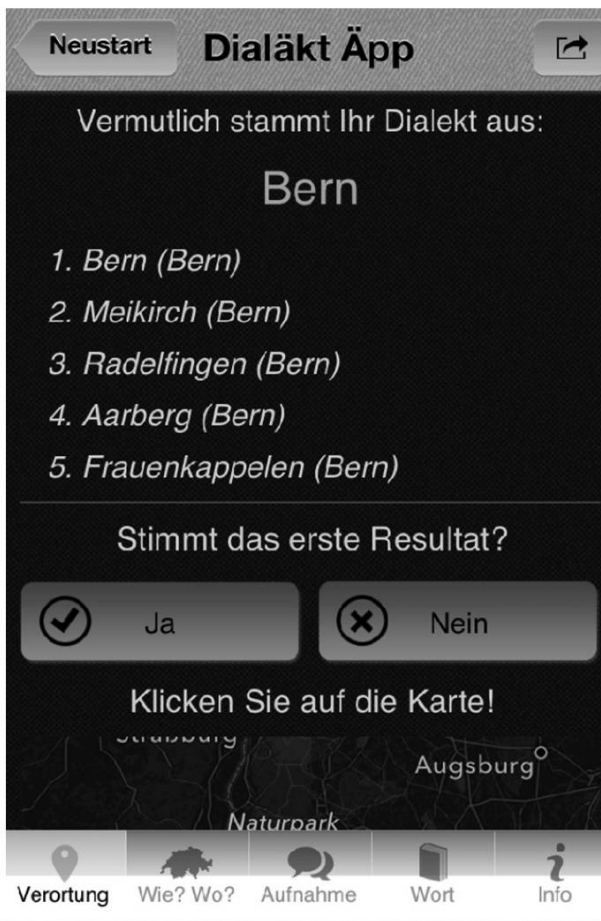 Neustart Dialäkt Äpp
Vermutlich stammt Ihr Dialekt aus:
Bern
1. Bern (Bern)
2. Meikirch (Bern)
3. Radelfingen (Bern)
4. Aarberg (Bern)
5. Frauenkappelen (Bern)
Stimmt das erste Resultat?
Ja Nein
Klicken Sie auf die Karte!
Straßburg
Augsburg
Naturpark
Verortung Wie? Wo? Aufnahme Wort Info